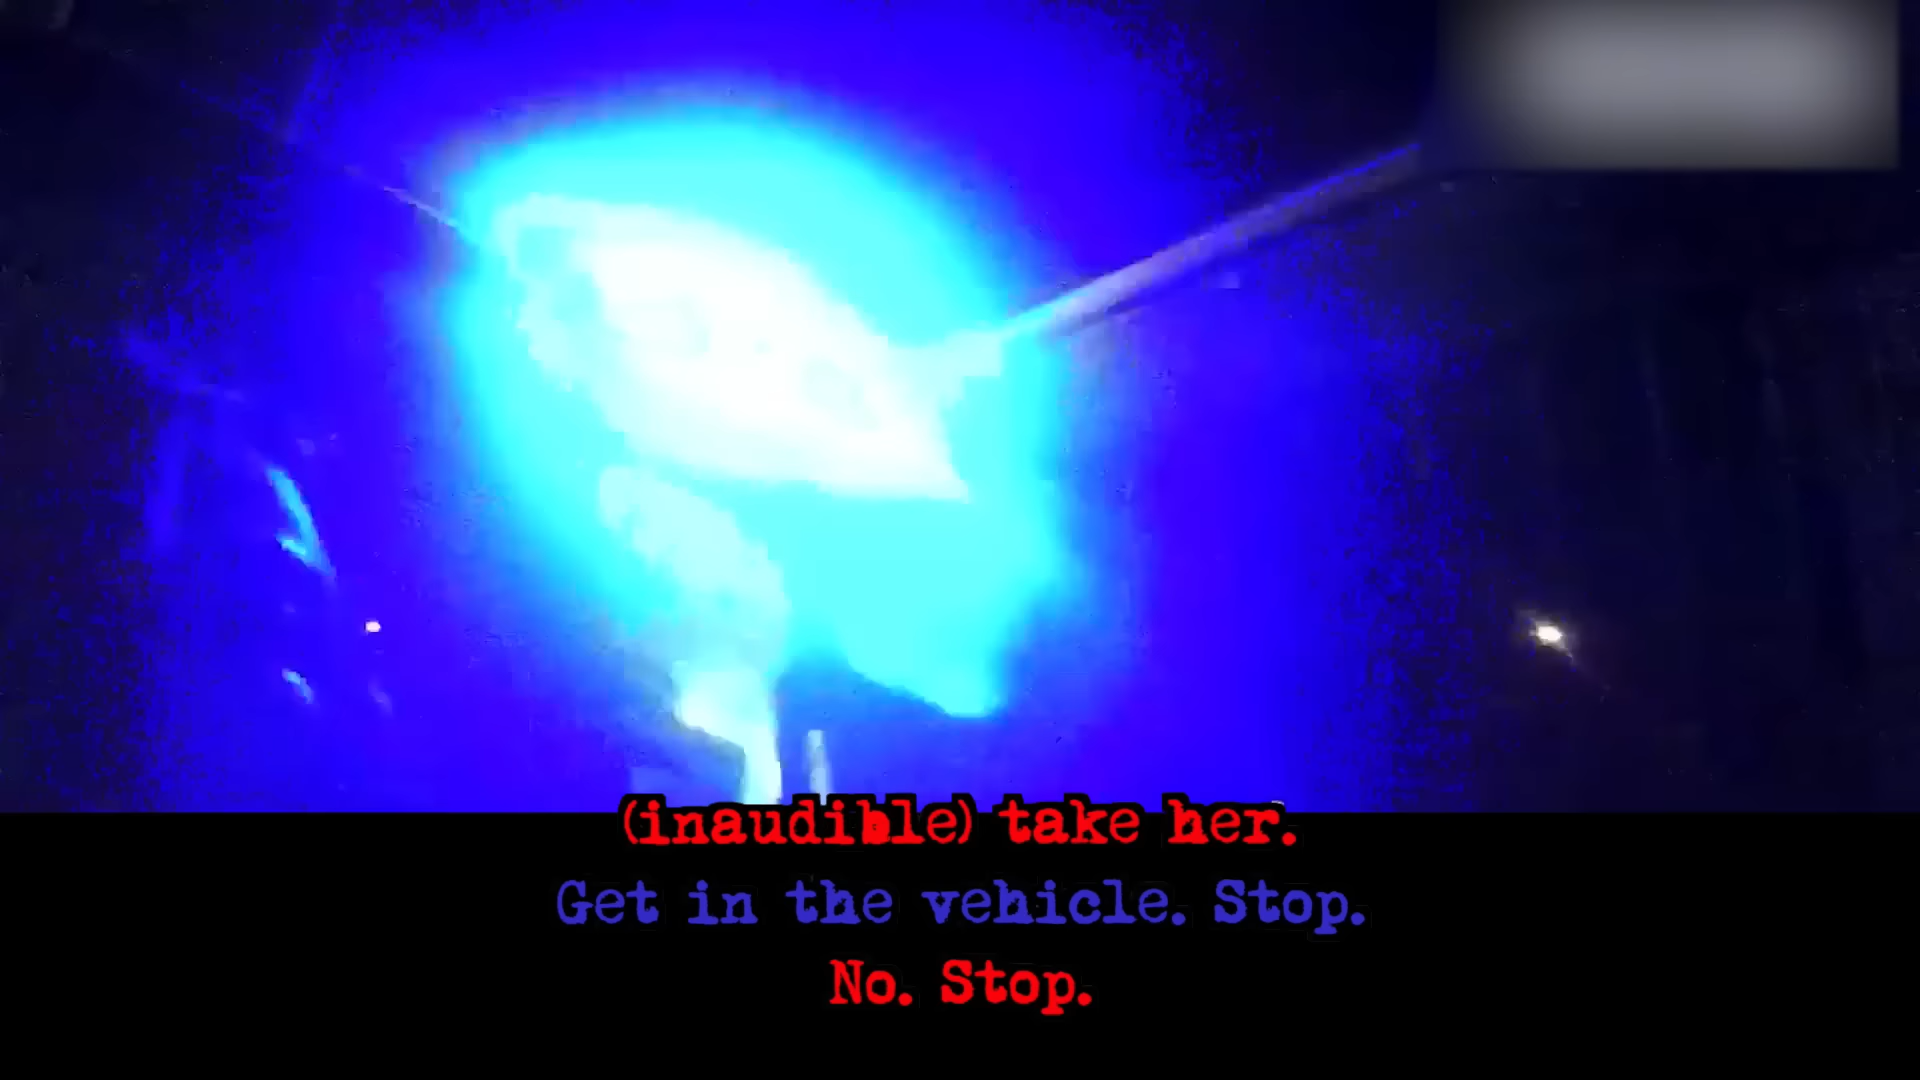 (inaudible) take her.
Get in the vehicle. Stop.
No. Stop.